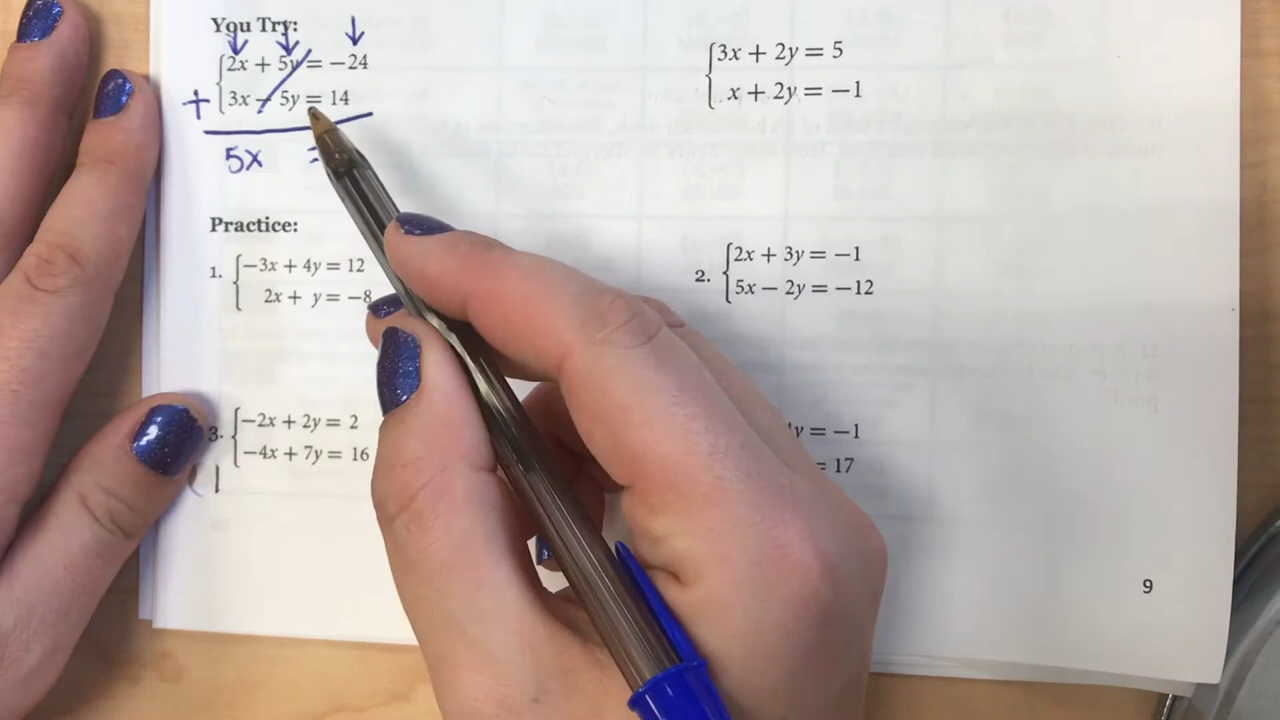 You Try:
2x + 5y = −24
3x − 5y = 14
+
5x =
3x + 2y = 5
x + 2y = −1
Practice:
1. −3x + 4y = 12
2x + y = −8
2. 2x + 3y = −1
5x − 2y = −12
3. −2x + 2y = 2
−4x + 7y = 16
y = −1
= 17
9